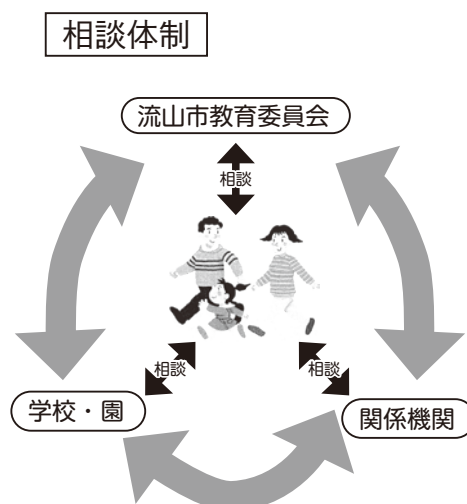 相談体制
流山市教育委員会
相談
相談
相談
学校・園
関係機関